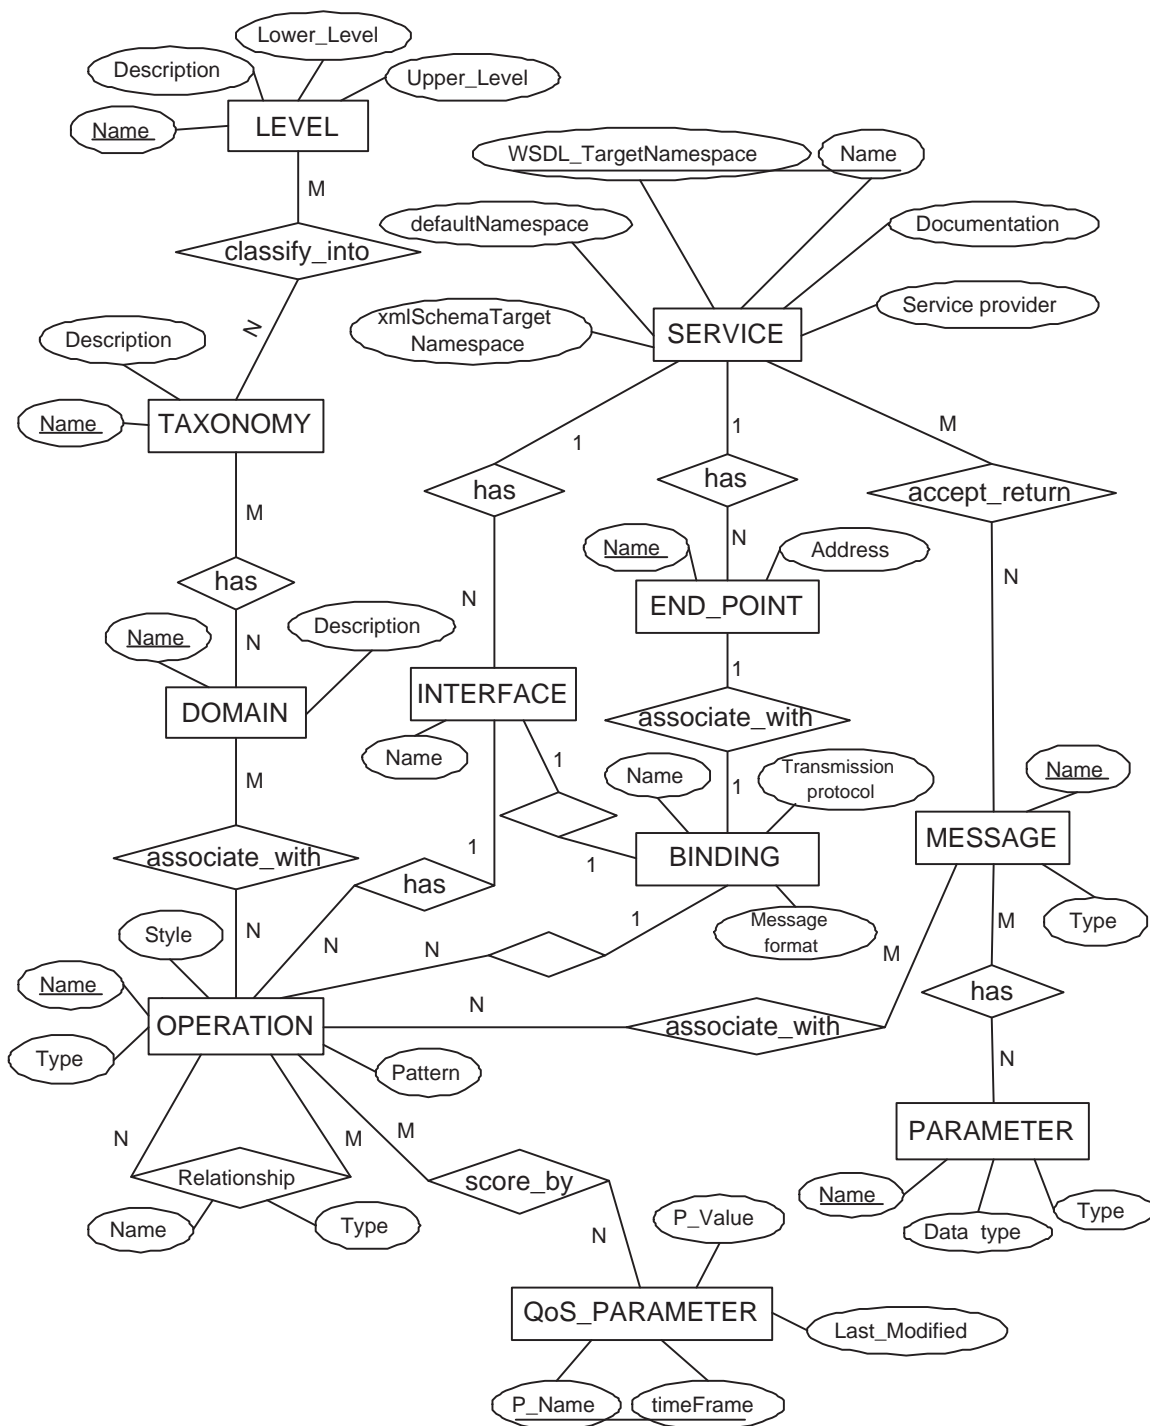 Lower_Level
Description
Upper_Level
Name
LEVEL
WSDL_TargetNamespace
Name
M
defaultNamespace
Documentation
classify_into
xmlSchemaTarget
Namespace
Service provider
SERVICE
N
Description
Name
TAXONOMY
1
1
M
has
has
accept_return
M
N
Name
Address
has
N
N
END_POINT
Name
Description
N
1
INTERFACE
DOMAIN
associate_with
Name
1
Name
Transmission
protocol
Name
M
1
MESSAGE
associate_with
1
BINDING
1
has
Type
Style
N
N
N
1
Message
format
M
M
Name
N
has
OPERATION
associate_with
Type
Pattern
N
N
M
M
PARAMETER
Relationship
score_by
Name
Type
Name
Data type
Type
P_Value
N
QoS_PARAMETER
Last_Modified
P_Name
timeFrame